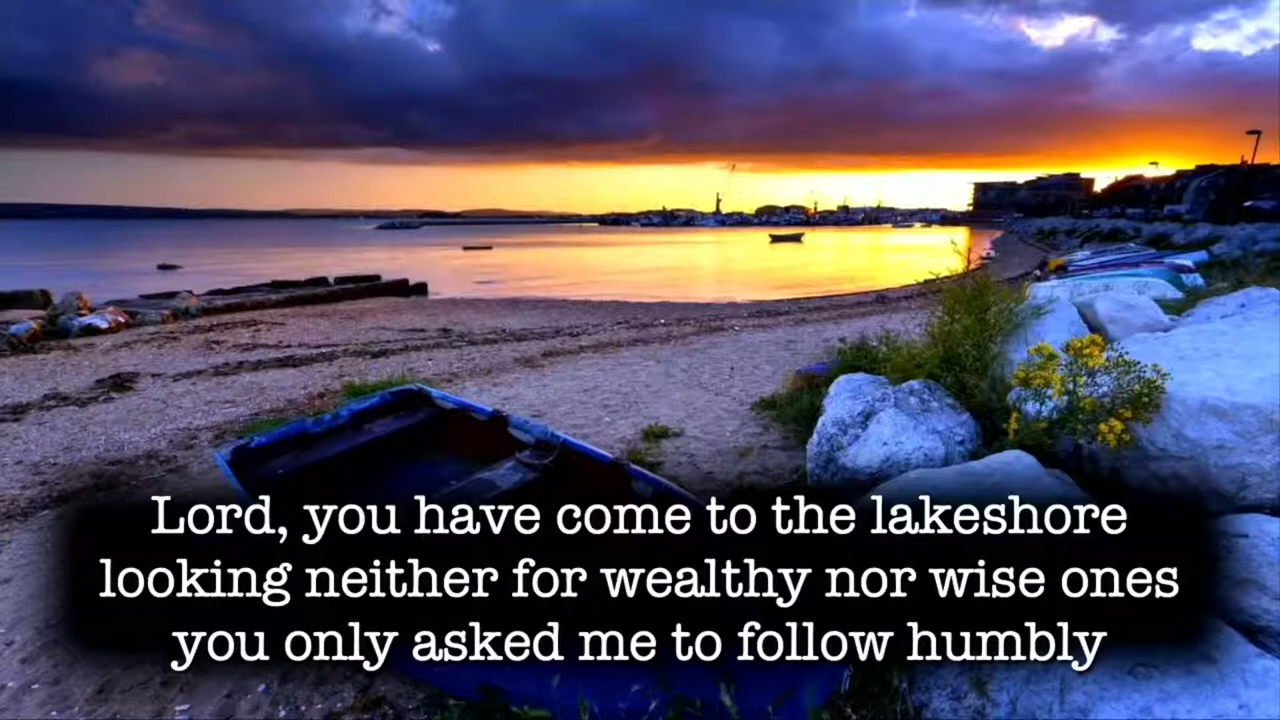 Lord, you have come to the lakeshore
looking neither for wealthy nor wise ones
you only asked me to follow humbly